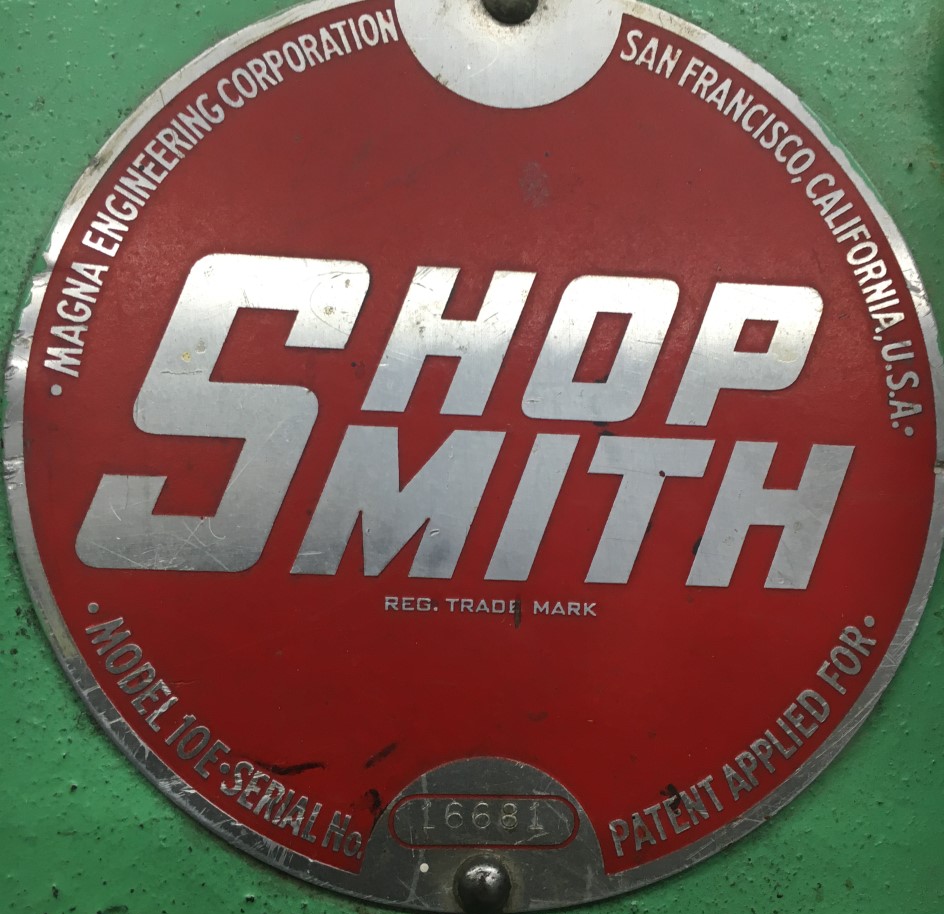 • MAGNA ENGINEERING CORPORATION
SAN FRANCISCO, CALIFORNIA, U.S.A. •
SHOP
SMITH
REG. TRADE MARK
• MODEL 10E • SERIAL No.
16681
PATENT APPLIED FOR •